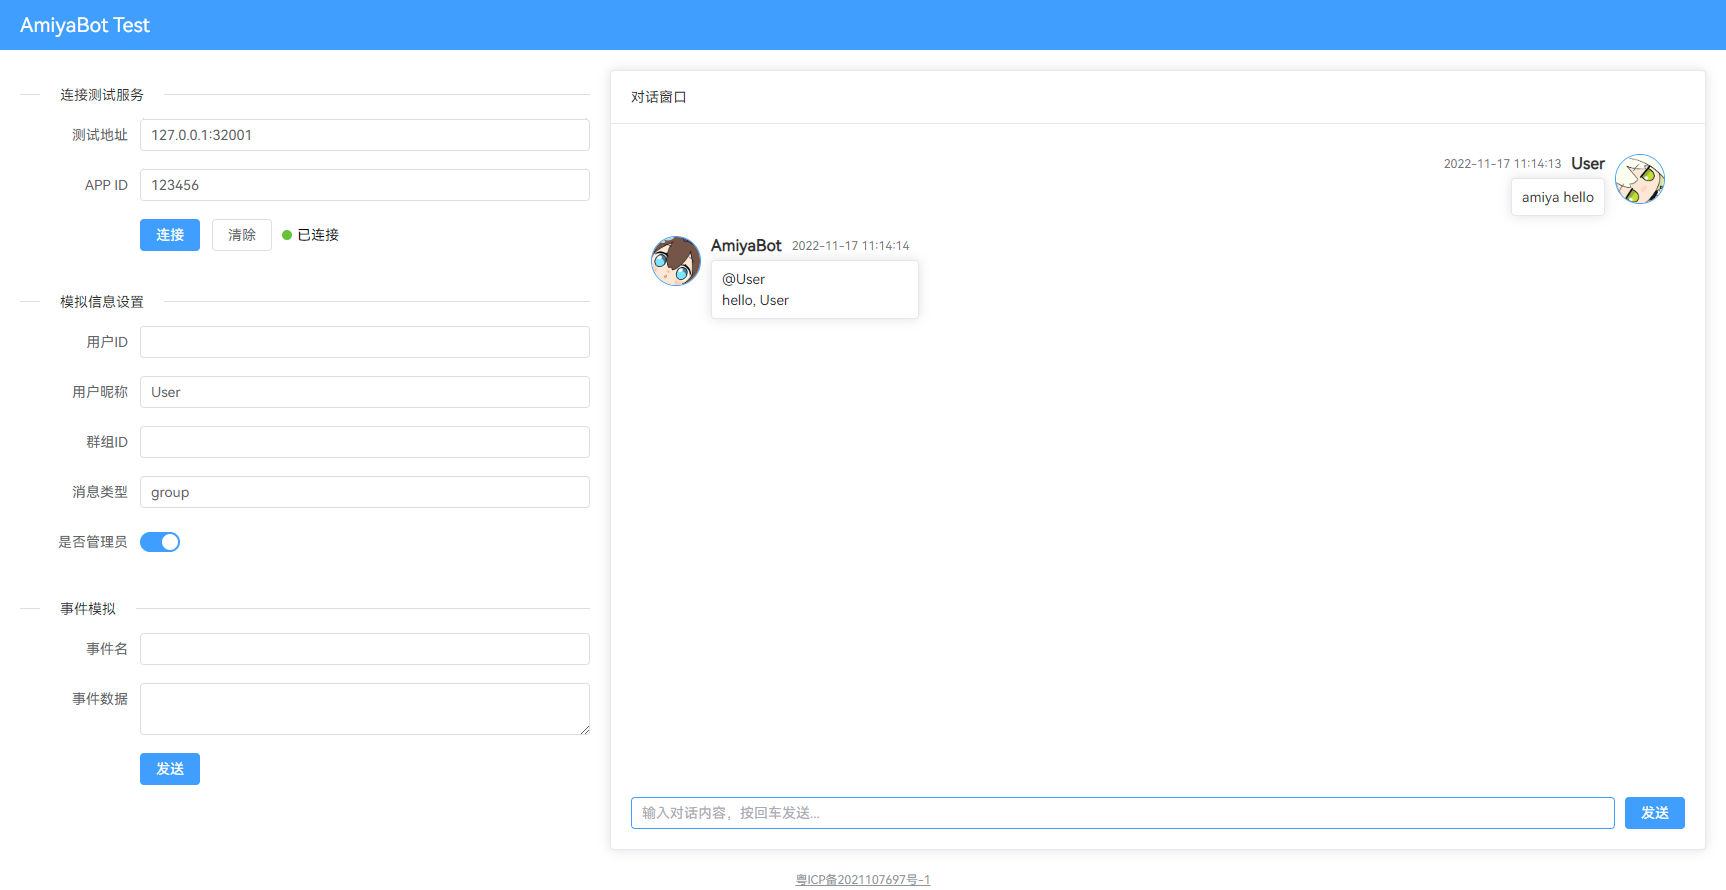 AmiyaBot Test
连接测试服务
测试地址 127.0.0.1:32001
APP ID 123456
连接 清除 已连接
模拟信息设置
用户ID
用户昵称 User
群组ID
消息类型 group
是否管理员
事件模拟
事件名
事件数据
发送
对话窗口
2022-11-17 11:14:13 User
amiya hello
AmiyaBot 2022-11-17 11:14:14
@User
hello, User
输入对话内容，按回车发送... 发送
粤ICP备2021107697号-1